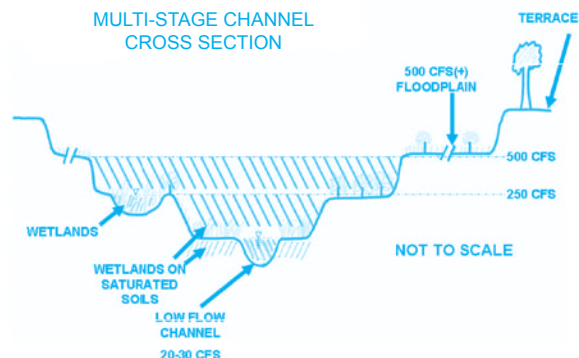 MULTI-STAGE CHANNEL
CROSS SECTION
TERRACE
500 CFS(+)
FLOODPLAIN
500 CFS
250 CFS
WETLANDS
NOT TO SCALE
WETLANDS ON
SATURATED
SOILS
LOW FLOW
CHANNEL
20-30 CFS